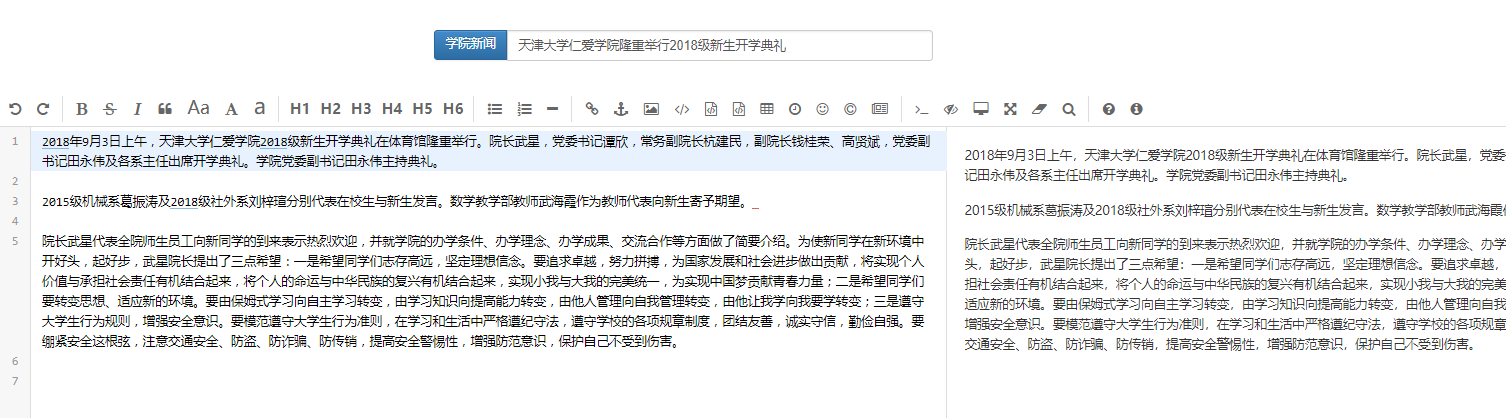 学院新闻 天津大学仁爱学院隆重举行2018级新生开学典礼
B S I Aa A a H1 H2 H3 H4 H5 H6
1 2018年9月3日上午，天津大学仁爱学院2018级新生开学典礼在体育馆隆重举行。院长武星，党委书记谭欣，常务副院长杭建民，副院长钱桂荣、高贤斌，党委副
书记田永伟及各系主任出席开学典礼。学院党委副书记田永伟主持典礼。
2
3 2015级机械系葛振涛及2018级社外系刘梓瑄分别代表在校生与新生发言。数学教学部教师武海霞作为教师代表向新生寄予期望。
4
5 院长武星代表全院师生员工向新同学的到来表示热烈欢迎，并就学院的办学条件、办学理念、办学成果、交流合作等方面做了简要介绍。为使新同学在新环境中
开好头，起好步，武星院长提出了三点希望：一是希望同学们志存高远，坚定理想信念。要追求卓越，努力拼搏，为国家发展和社会进步做出贡献，将实现个人
价值与承担社会责任有机结合起来，将个人的命运与中华民族的复兴有机结合起来，实现小我与大我的完美统一，为实现中国梦贡献青春力量；二是希望同学们
要转变思想、适应新的环境。要由保姆式学习向自主学习转变，由学习知识向提高能力转变，由他人管理向自我管理转变，由他让我学向我要学转变；三是遵守
大学生行为规则，增强安全意识。要模范遵守大学生行为准则，在学习和生活中严格遵纪守法，遵守学校的各项规章制度，团结友善，诚实守信，勤俭自强。要
绷紧安全这根弦，注意交通安全、防盗、防诈骗、防传销，提高安全警惕性，增强防范意识，保护自己不受到伤害。
6
7
2018年9月3日上午，天津大学仁爱学院2018级新生开学典礼在体育馆隆重举行。院长武星，党委
记田永伟及各系主任出席开学典礼。学院党委副书记田永伟主持典礼。
2015级机械系葛振涛及2018级社外系刘梓瑄分别代表在校生与新生发言。数学教学部教师武海霞作
院长武星代表全院师生员工向新同学的到来表示热烈欢迎，并就学院的办学条件、办学理念、办学
头，起好步，武星院长提出了三点希望：一是希望同学们志存高远，坚定理想信念。要追求卓越，
担社会责任有机结合起来，将个人的命运与中华民族的复兴有机结合起来，实现小我与大我的完美
适应新的环境。要由保姆式学习向自主学习转变，由学习知识向提高能力转变，由他人管理向自我
增强安全意识。要模范遵守大学生行为准则，在学习和生活中严格遵纪守法，遵守学校的各项规章
交通安全、防盗、防诈骗、防传销，提高安全警惕性，增强防范意识，保护自己不受到伤害。